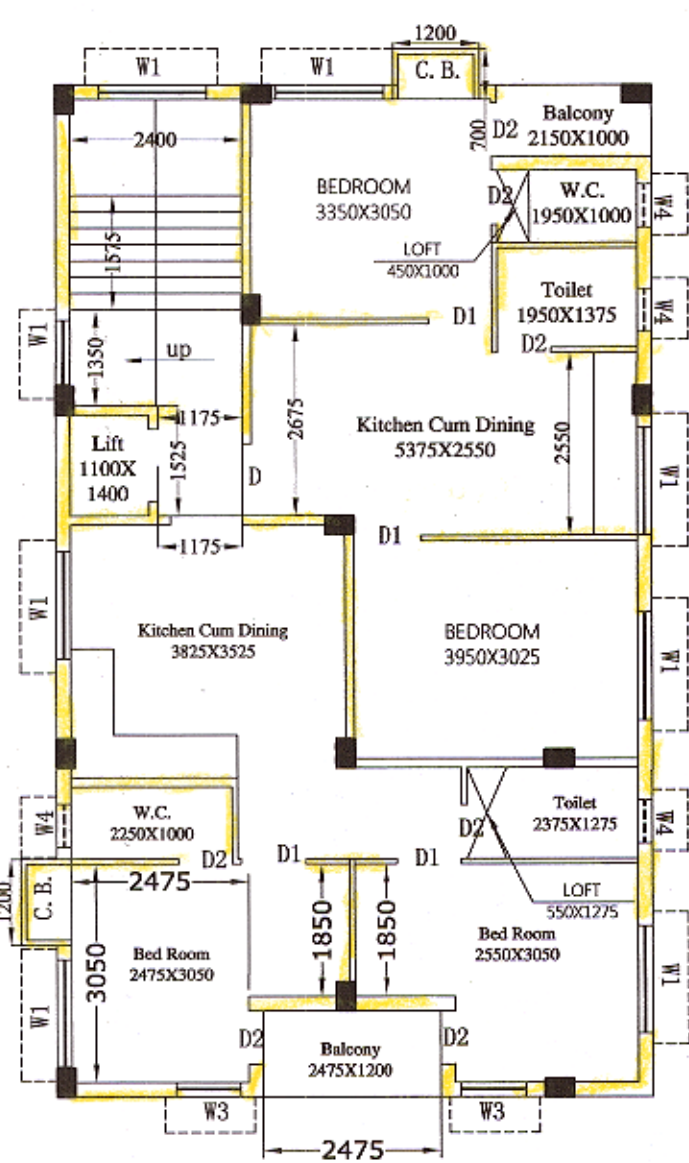 1200
W1
W1
C. B.
700
D2
Balcony
2150X1000
2400
BEDROOM
3350X3050
D2
W.C.
1950X1000
W4
1575
LOFT
450X1000
Toilet
1950X1375
W4
W1
1350
up
D1
D2
1175
2675
Kitchen Cum Dining
5375X2550
2550
Lift
1100X
1400
1525
D
W1
D1
1175
W1
Kitchen Cum Dining
3825X3525
BEDROOM
3950X3025
W1
W.C.
2250X1000
W4
Toilet
2375X1275
D2
W4
D2
D1
D1
1200
C. B.
2475
LOFT
550X1275
3050
1850
1850
Bed Room
2475X3050
Bed Room
2550X3050
W1
W1
D2
Balcony
2475X1200
D2
W3
W3
2475